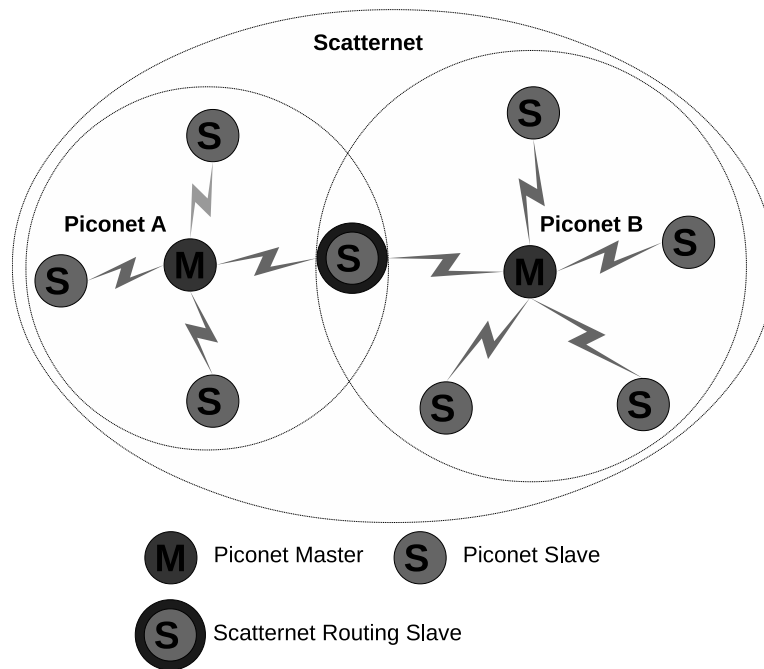 Scatternet
S
S
Piconet A
Piconet B
S
M
S
S
M
S
S
S
M Piconet Master
S Piconet Slave
S Scatternet Routing Slave